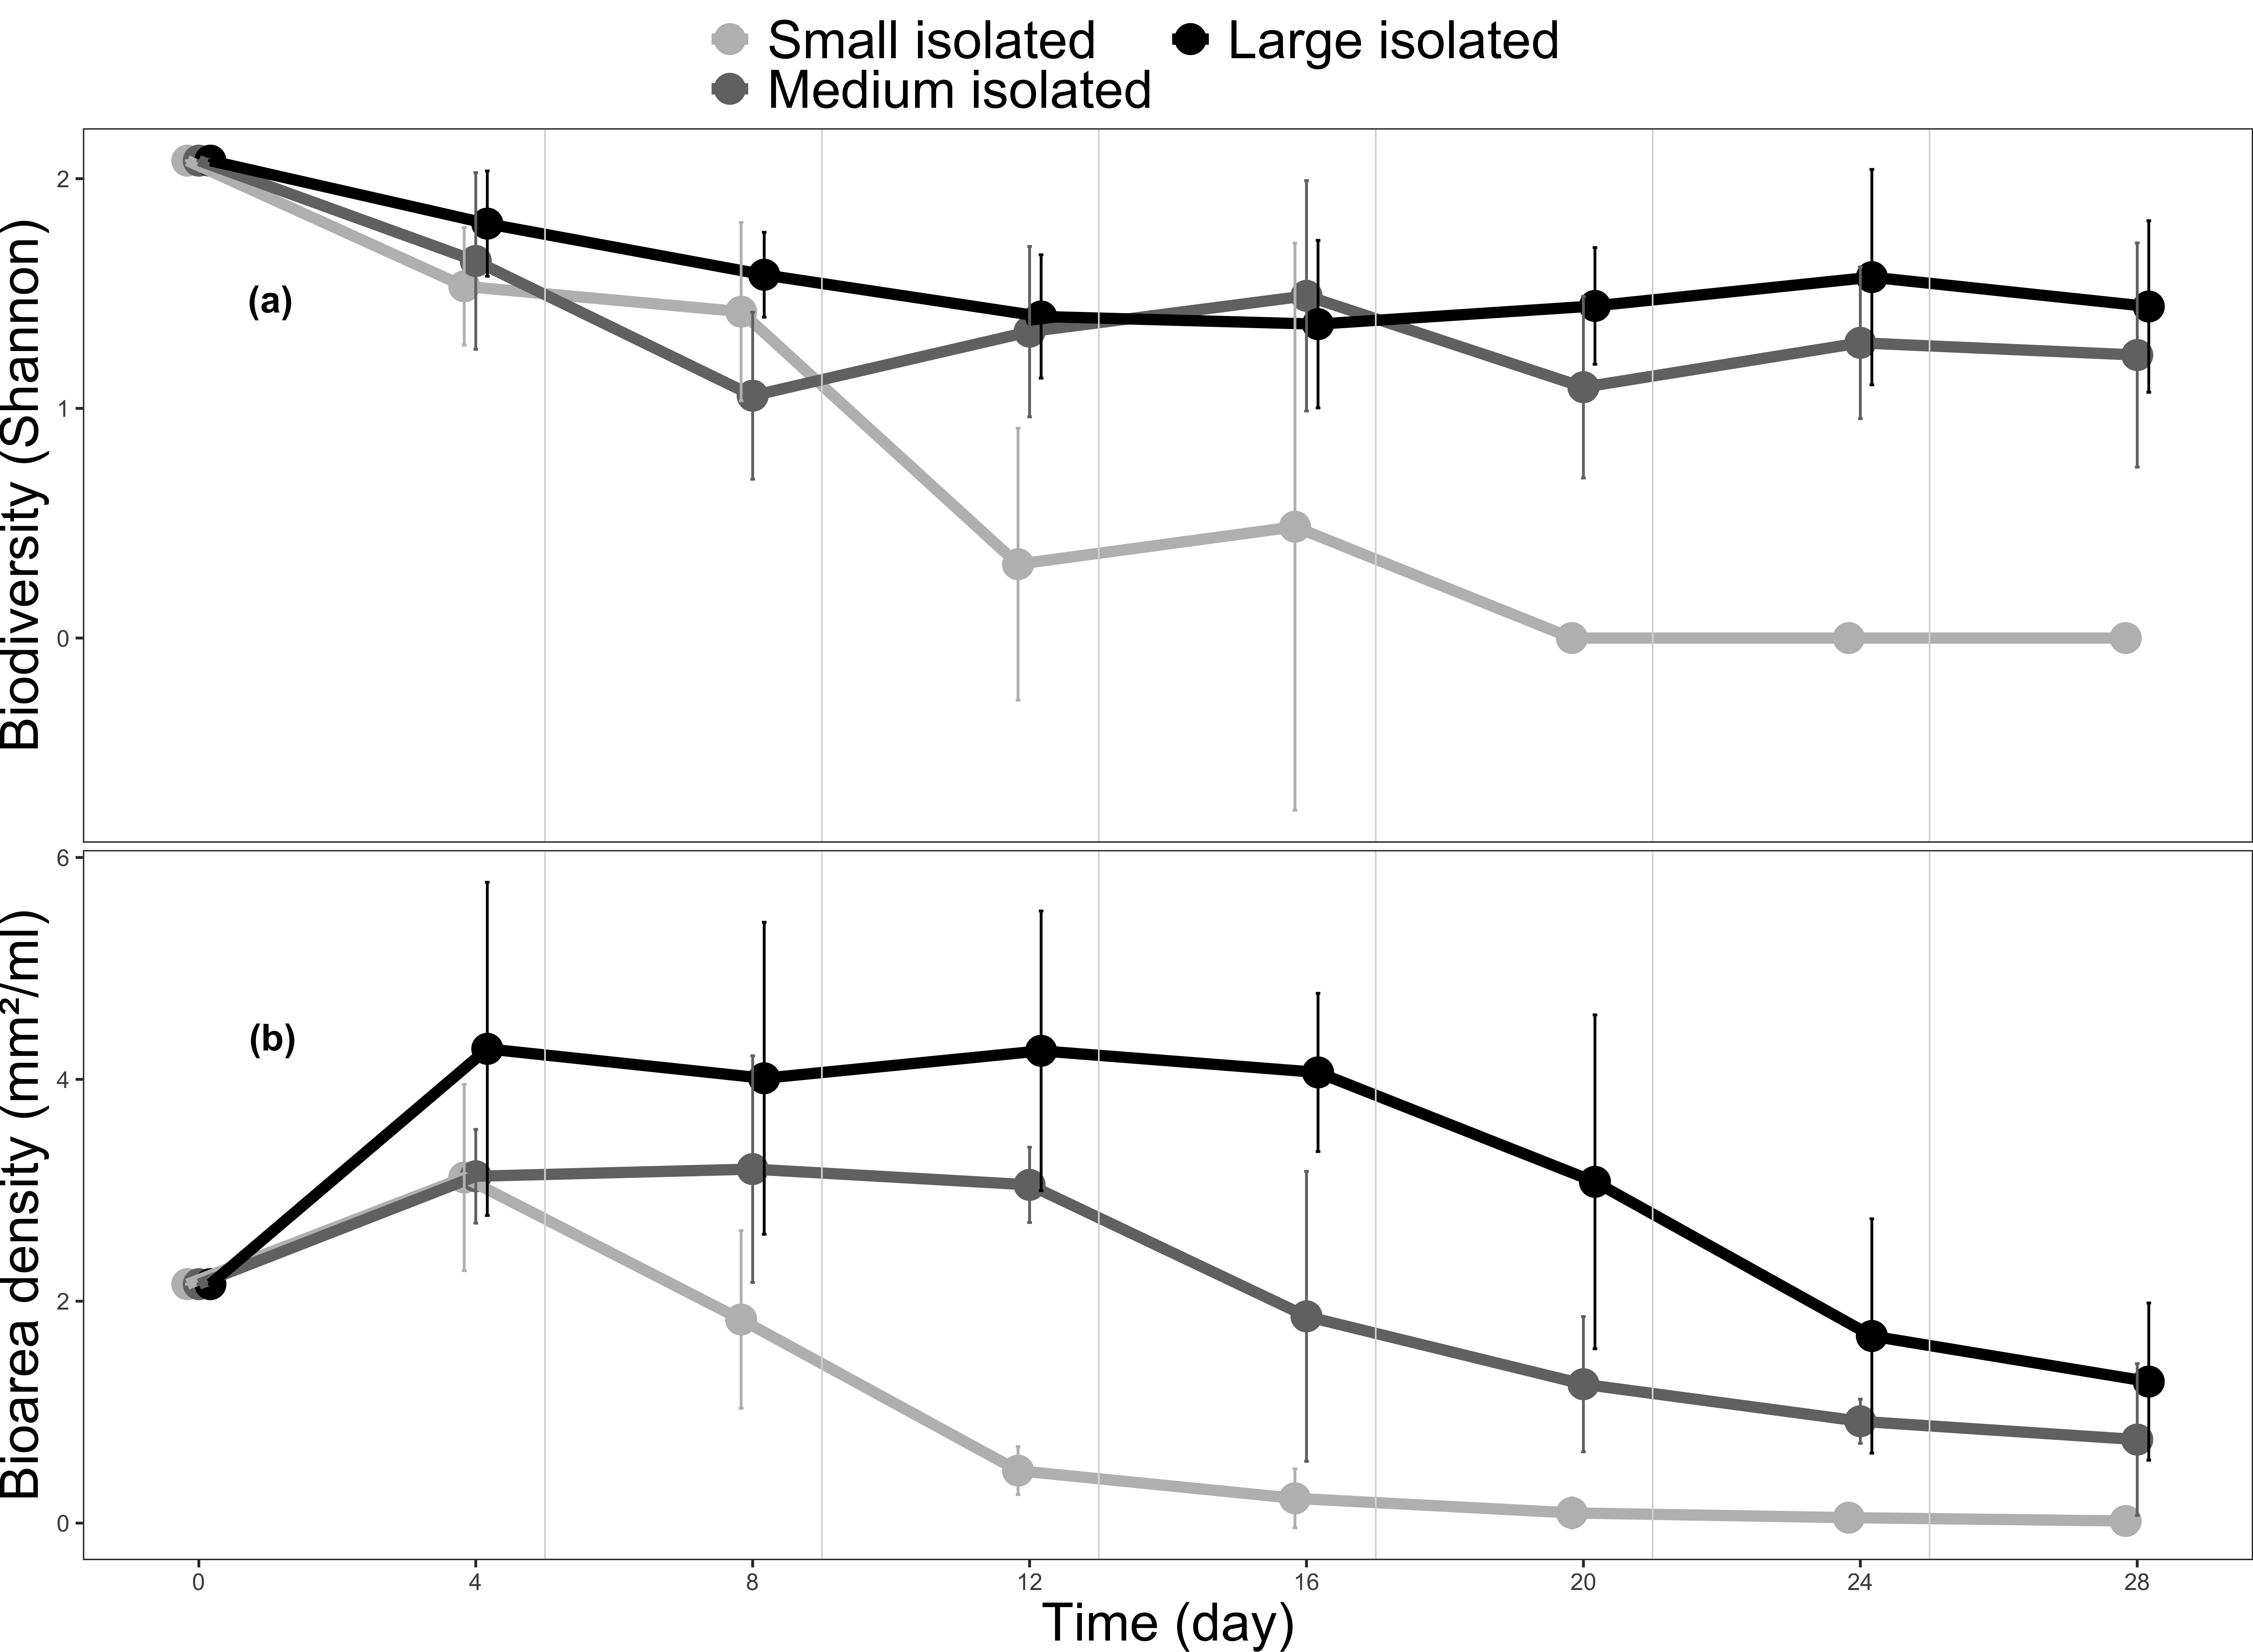 Small isolated
Large isolated
Medium isolated
Biodiversity (Shannon)
2
1
0
(a)
Bioarea density (mm²/ml)
6
4
2
0
(b)
0 4 8 12 16 20 24 28
Time (day)